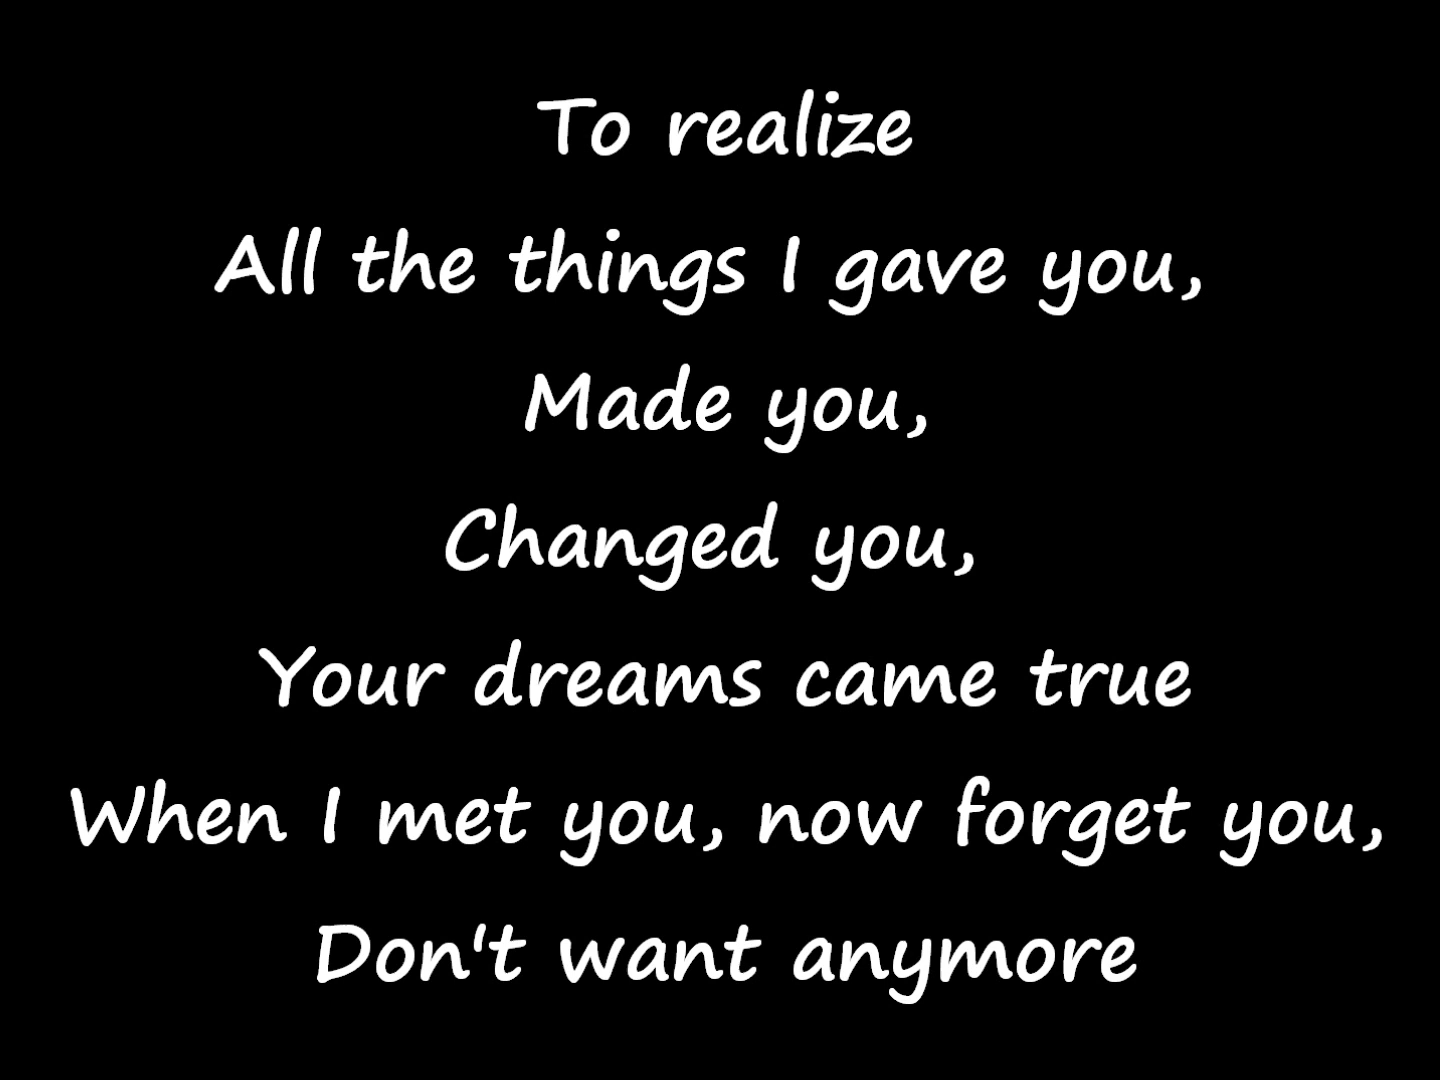 To realize
All the things I gave you,
Made you,
Changed you,
Your dreams came true
When I met you, now forget you,
Don't want anymore